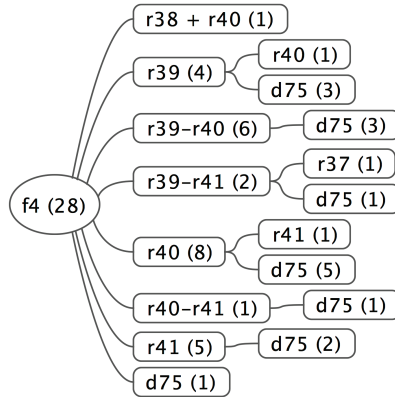 r38 + r40 (1)
r40 (1)
r39 (4)
d75 (3)
r39–r40 (6)
d75 (3)
r37 (1)
r39–r41 (2)
d75 (1)
f4 (28)
r41 (1)
r40 (8)
d75 (5)
r40–r41 (1)
d75 (1)
r41 (5)
d75 (2)
d75 (1)